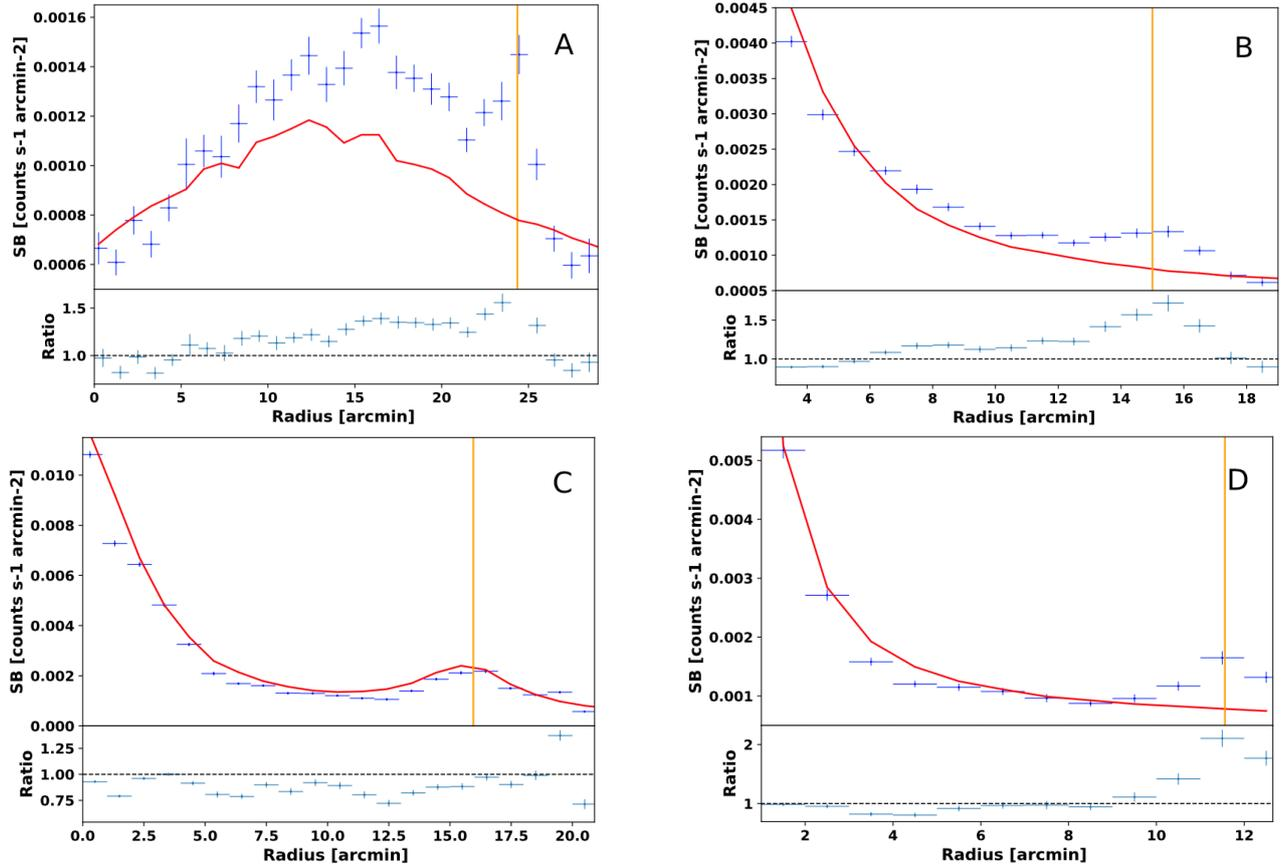 A
SB [counts s-1 arcmin-2]
0.0016
0.0014
0.0012
0.0010
0.0008
0.0006
Ratio
1.5
1.0
0 5 10 15 20 25
Radius [arcmin]
B
SB [counts s-1 arcmin-2]
0.0045
0.0040
0.0035
0.0030
0.0025
0.0020
0.0015
0.0010
0.0005
Ratio
1.5
1.0
4 6 8 10 12 14 16 18
Radius [arcmin]
C
SB [counts s-1 arcmin-2]
0.010
0.008
0.006
0.004
0.002
0.000
Ratio
1.25
1.00
0.75
0.0 2.5 5.0 7.5 10.0 12.5 15.0 17.5 20.0
Radius [arcmin]
D
SB [counts s-1 arcmin-2]
0.005
0.004
0.003
0.002
0.001
Ratio
2
1
2 4 6 8 10 12
Radius [arcmin]